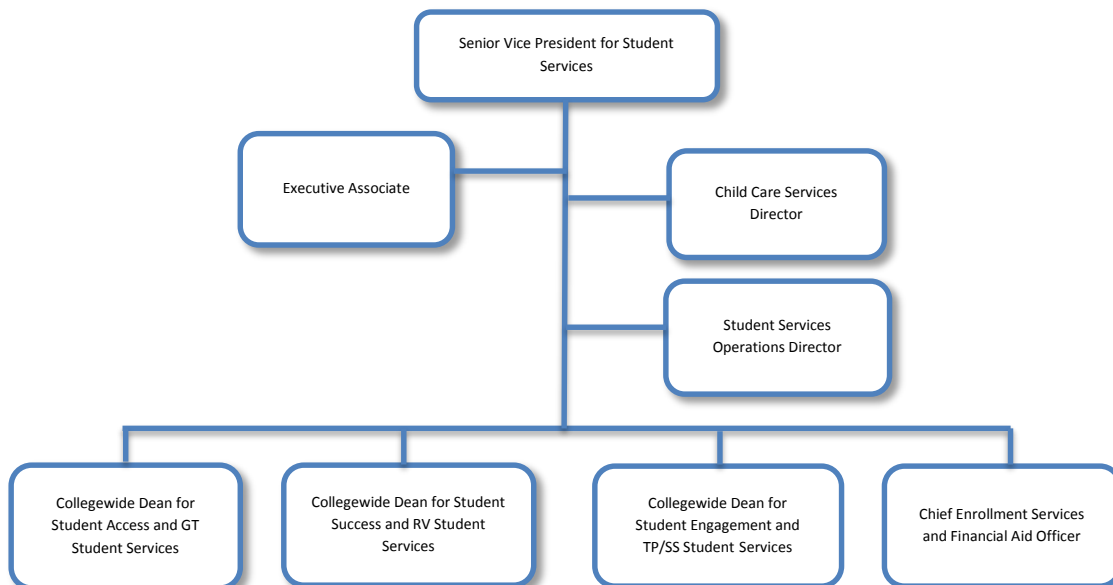 Senior Vice President for Student
Services
Executive Associate
Child Care Services
Director
Student Services
Operations Director
Collegewide Dean for
Student Access and GT
Student Services
Collegewide Dean for Student
Success and RV Student
Services
Collegewide Dean for
Student Engagement and
TP/SS Student Services
Chief Enrollment Services
and Financial Aid Officer